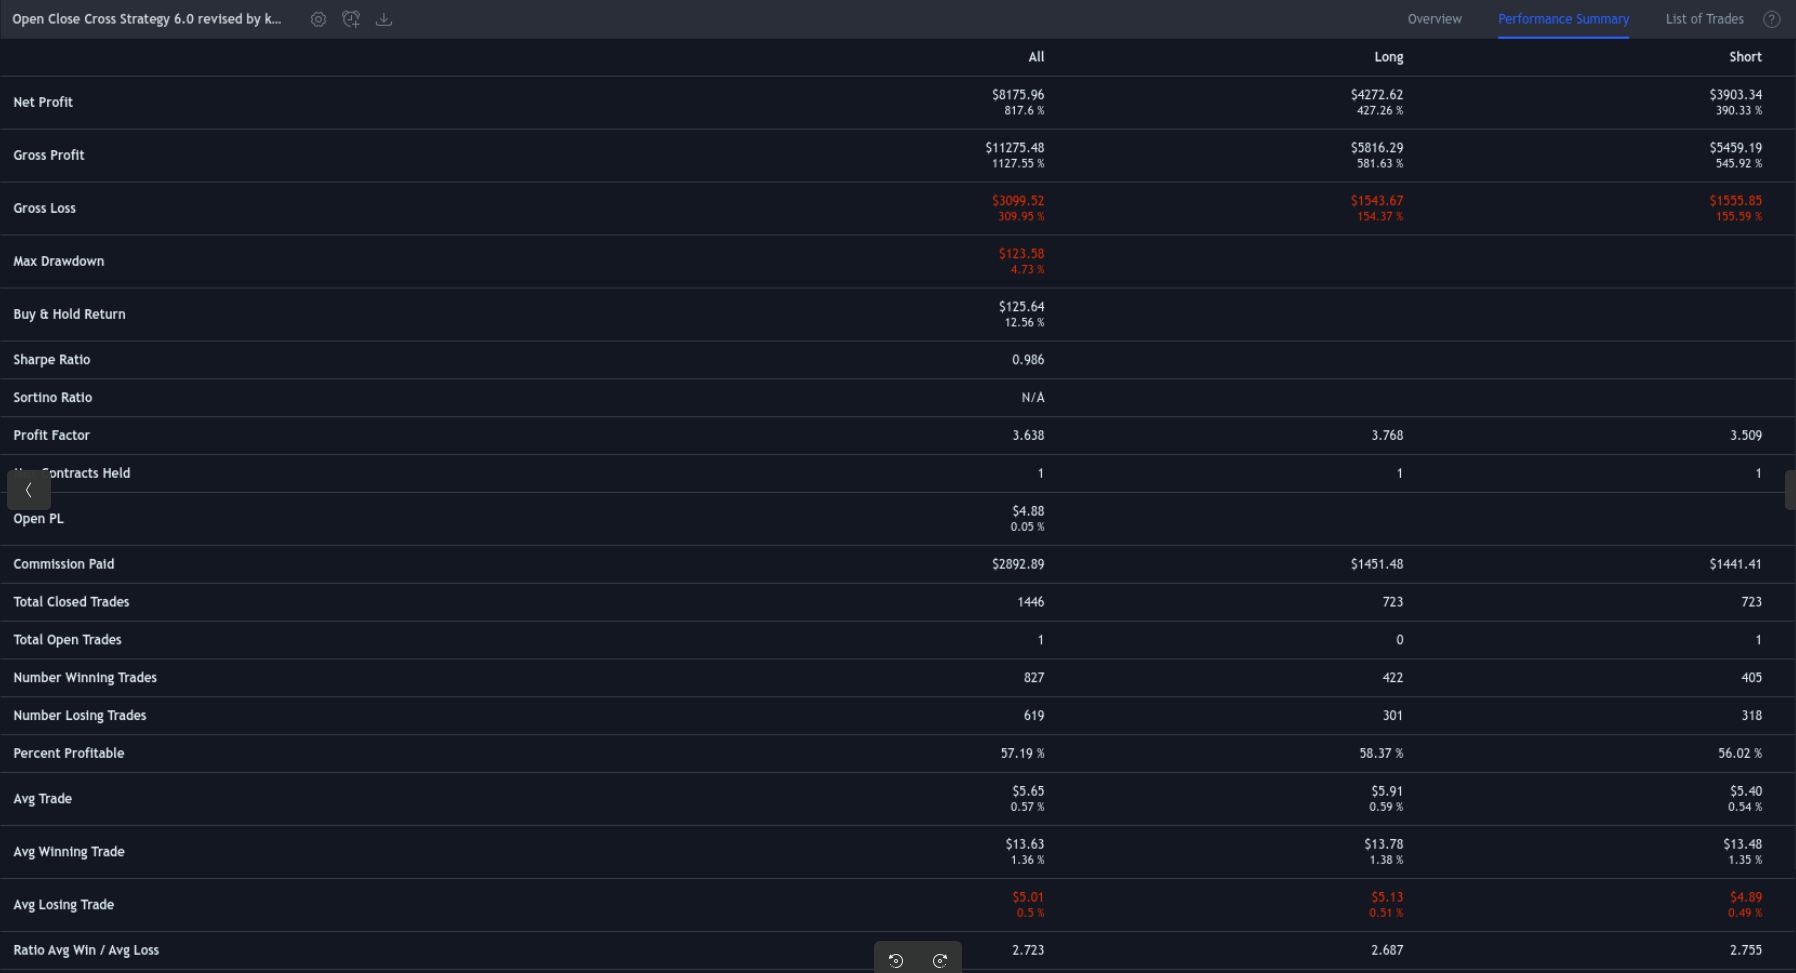 Open Close Cross Strategy 6.0 revised by k...
Overview Performance Summary List of Trades ?
All Long Short
Net Profit $8175.96 $4272.62 $3903.34
817.6 % 427.26 % 390.33 %
Gross Profit $11275.48 $5816.29 $5459.19
1127.55 % 581.63 % 545.92 %
Gross Loss $3099.52 $1543.67 $1555.85
309.95 % 154.37 % 155.59 %
Max Drawdown $123.58
4.73 %
Buy & Hold Return $125.64
12.56 %
Sharpe Ratio 0.986
Sortino Ratio N/A
Profit Factor 3.638 3.768 3.509
Contracts Held 1 1 1
Open PL $4.88
0.05 %
Commission Paid $2892.89 $1451.48 $1441.41
Total Closed Trades 1446 723 723
Total Open Trades 1 0 1
Number Winning Trades 827 422 405
Number Losing Trades 619 301 318
Percent Profitable 57.19 % 58.37 % 56.02 %
Avg Trade $5.65 $5.91 $5.40
0.57 % 0.59 % 0.54 %
Avg Winning Trade $13.63 $13.78 $13.48
1.36 % 1.38 % 1.35 %
Avg Losing Trade $5.01 $5.13 $4.89
0.5 % 0.51 % 0.49 %
Ratio Avg Win / Avg Loss 2.723 2.687 2.755